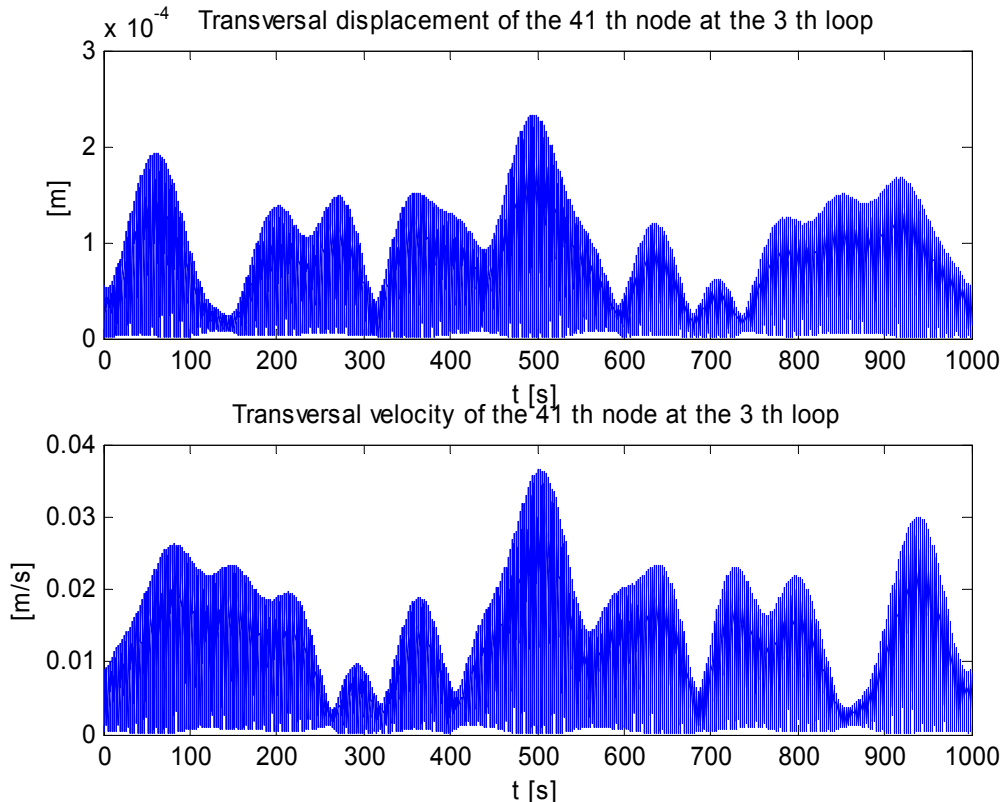 x 10-4
Transversal displacement of the 41 th node at the 3 th loop
3
2
1
0
[m]
0 100 200 300 400 500 600 700 800 900 1000
t [s]
Transversal velocity of the 41 th node at the 3 th loop
0.04
0.03
0.02
0.01
0
[m/s]
0 100 200 300 400 500 600 700 800 900 1000
t [s]